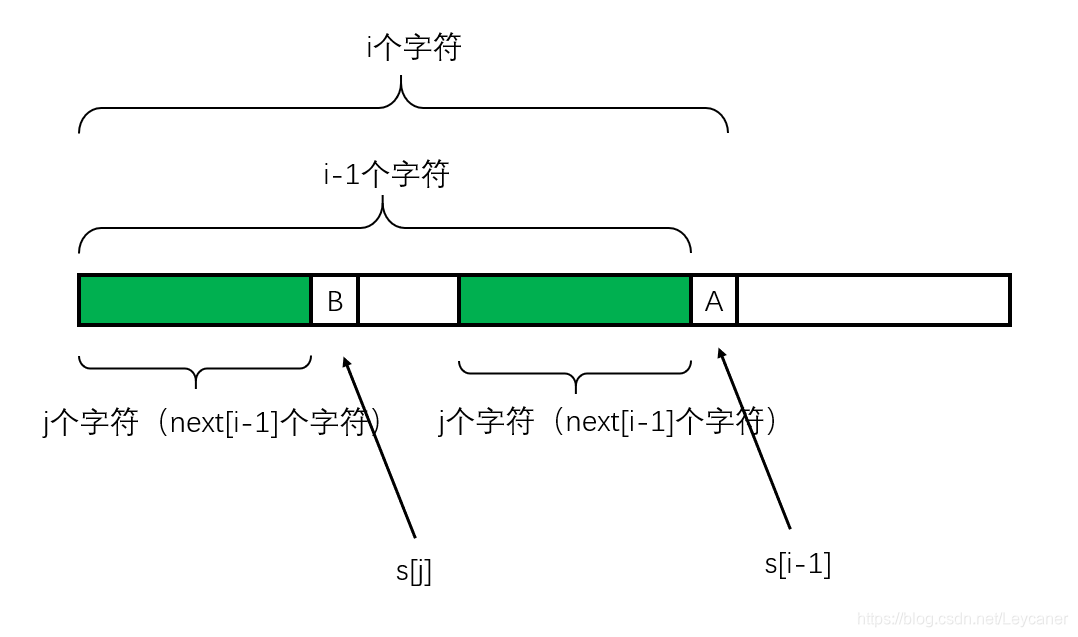 i个字符
i-1个字符
B
A
j个字符（next[i-1]个字符）
j个字符（next[i-1]个字符）
s[j]
s[i-1]
https://blog.csdn.net/Leycaner